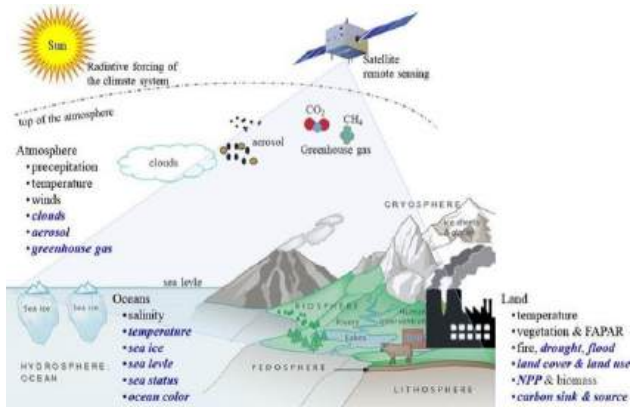 Sun
Radiative forcing of
the climate system
Satellite
remote sensing
top of the atmosphere
CO2
CH4
aerosol
Greenhouse gas
clouds
Atmosphere
•precipitation
•temperature
•winds
•clouds
•aerosol
•greenhouse gas
CRYOSPHERE
Ice sheets
sea levle
Sea ice
Sea ice
Oceans
•salinity
•temperature
•sea ice
•sea levle
•sea status
•ocean color
HYDROSPHERE:
OCEAN
BIOSPHERE
Rivers
Lakes
Human
PEDOSPHERE
LITHOSPHERE
Land
•temperature
•vegetation & FAPAR
•fire, drought, flood
•land cover & land use
•NPP & biomass
•carbon sink & source